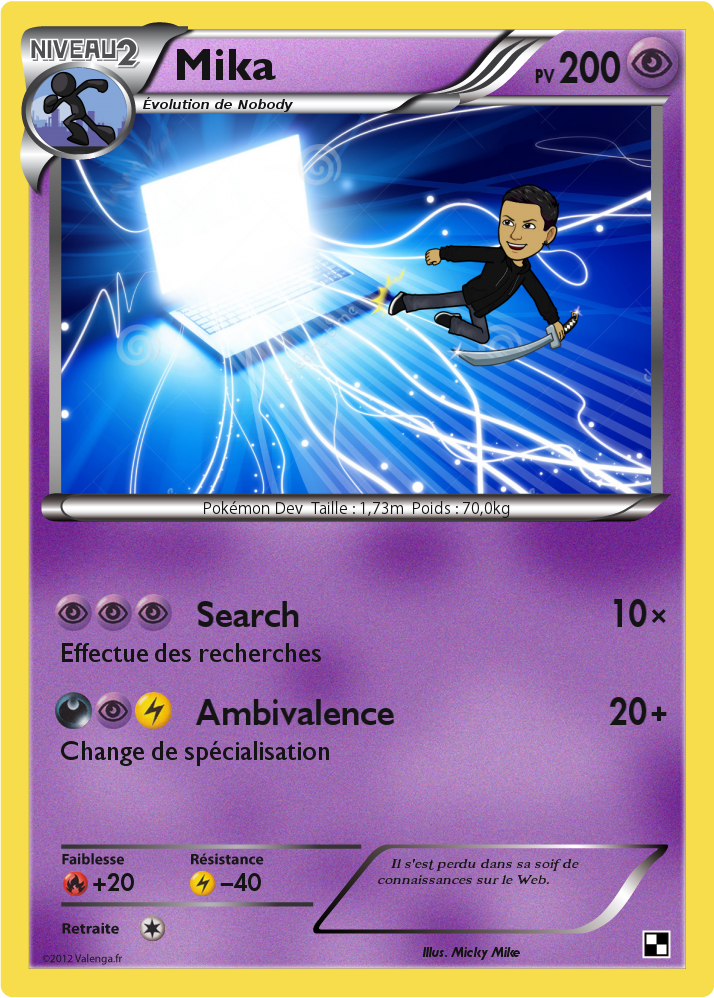 NIVEAU2
Mika
PV 200
Évolution de Nobody
Pokémon Dev Taille : 1,73m Poids : 70,0kg
Search 10×
Effectue des recherches
Ambivalence 20+
Change de spécialisation
Faiblesse Résistance
+20 –40
Il s'est perdu dans sa soif de
connaissances sur le Web.
Retraite
Illus. Micky Mike
©2012 Valenga.fr